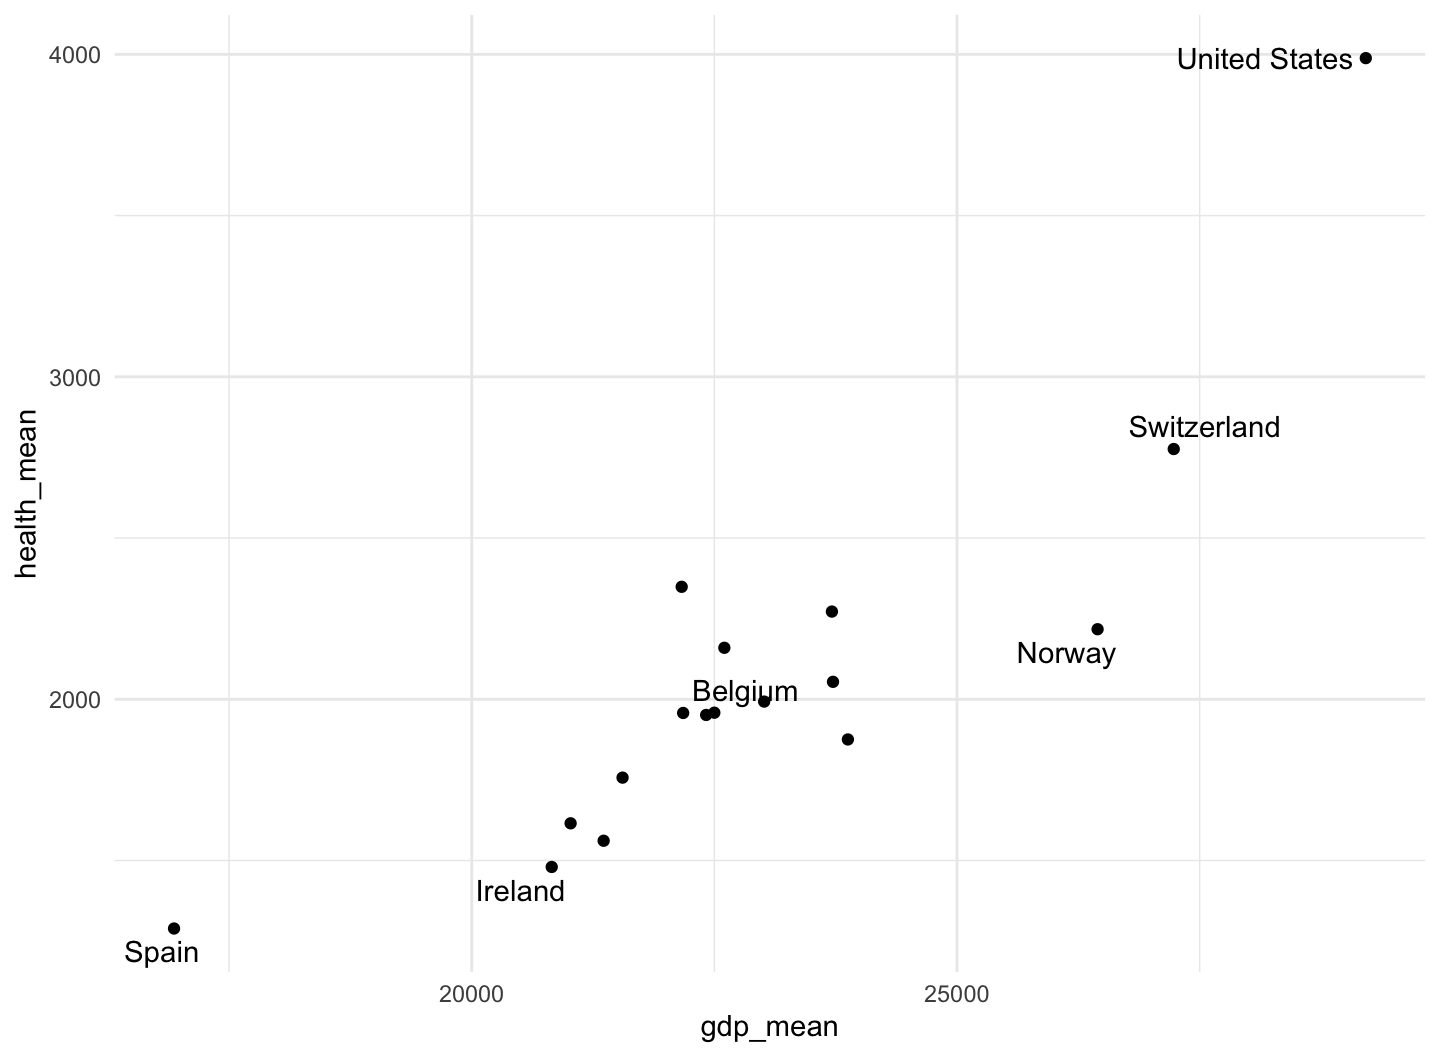 4000
3000
2000
health_mean
United States
Switzerland
Norway
Belgium
Ireland
Spain
20000
25000
gdp_mean